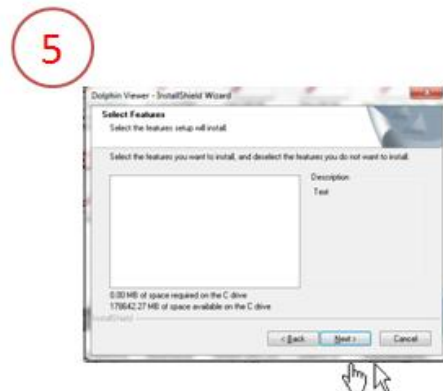 5
Dolphin Viewer - InstallShield Wizard
Select Features
Select the features setup will install.
Select the features you want to install, and deselect the features you do not want to install.
Description
Text
0.00 MB of space required on the C drive
178642.27 MB of space available on the C drive
InstallShield
< Back
Next >
Cancel